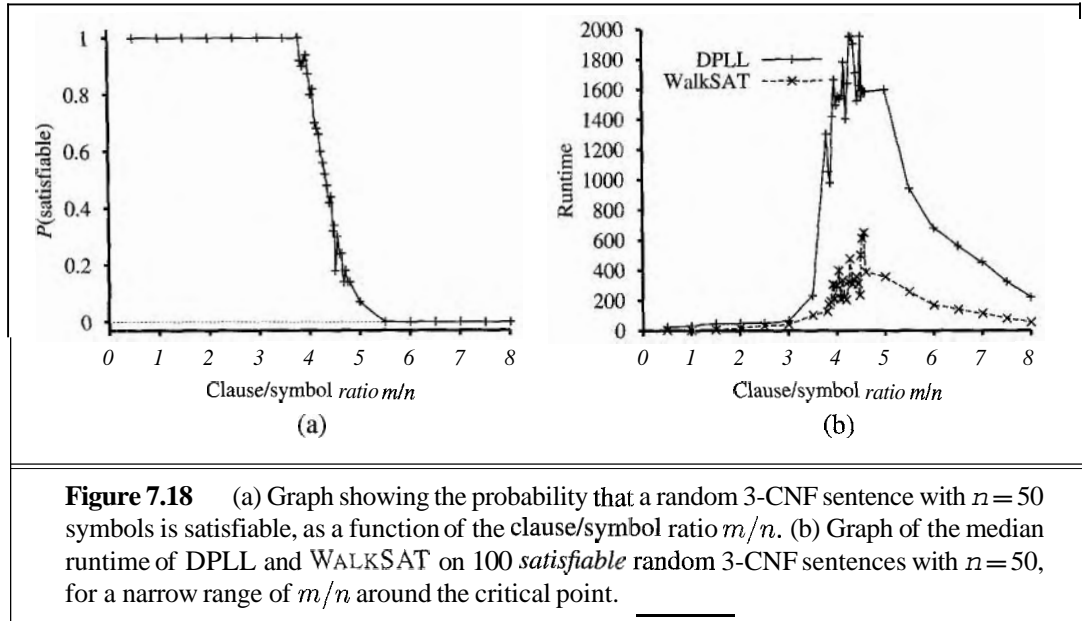 1
0.8
0.6
0.4
0.2
0
P(satisfiable)
0 1 2 3 4 5 6 7 8
Clause/symbol ratio m/n
(a)
2000
1800
1600
1400
1200
1000
800
600
400
200
0
Runtime
DPLL
WalkSAT
0 1 2 3 4 5 6 7 8
Clause/symbol ratio m/n
(b)
Figure 7.18 (a) Graph showing the probability that a random 3-CNF sentence with n = 50
symbols is satisfiable, as a function of the clause/symbol ratio m/n. (b) Graph of the median
runtime of DPLL and WALKSAT on 100 satisfiable random 3-CNF sentences with n = 50,
for a narrow range of m/n around the critical point.